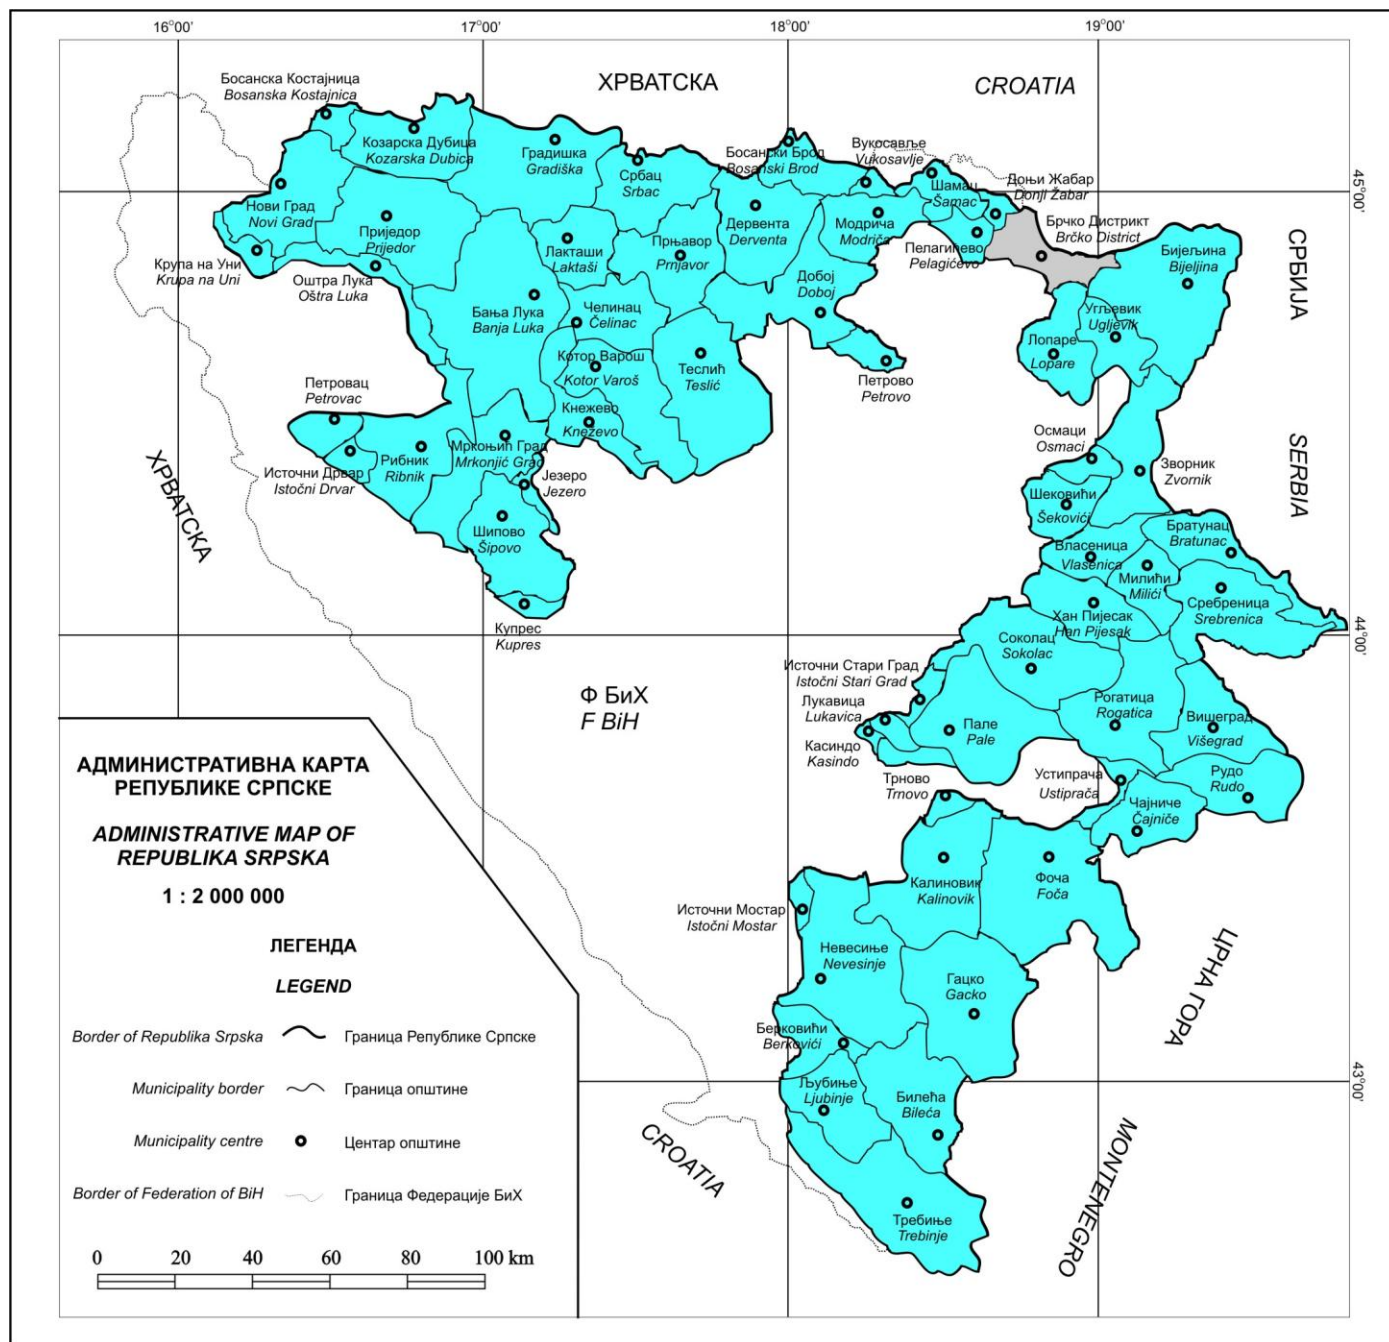 16°00'
17°00'
18°00'
19°00'
Босанска Костајница
Bosanska Kostajnica
ХРВАТСКА
CROATIA
Козарска Дубица
Kozarska Dubica
Градишка
Gradiška
Србац
Srbac
Босански Брод
Bosanski Brod
Вукосавље
Vukosavlje
Шамац
Šamac
Доњи Жабар
Donji Žabar
45°00'
Нови Град
Novi Grad
Приједор
Prijedor
Лакташи
Laktaši
Прњавор
Prnjavor
Дервента
Derventa
Модрича
Modriča
Пелагићево
Pelagićevo
Брчко Дистрикт
Brčko District
Бијељина
Bijeljina
СРБИЈА
Крупа на Уни
Krupa na Uni
Оштра Лука
Oštra Luka
Бања Лука
Banja Luka
Челинац
Čelinac
Добој
Doboj
Угљевик
Ugljevik
Лопаре
Lopare
Котор Варош
Kotor Varoš
Теслић
Teslić
Петрово
Petrovo
Петровац
Petrovac
Кнежево
Knezevo
Осмаци
Osmaci
SERBIA
Источни Дрвар
Istočni Drvar
Рибник
Ribnik
Мркоњић Град
Mrkonjić Grad
Језеро
Jezero
Зворник
Zvornik
ХРВАТСКА
Шипово
Šipovo
Шековићи
Šekovići
Братунац
Bratunac
Власеница
Vlasenica
Милићи
Milići
Сребреница
Srebrenica
Купрес
Kupres
Хан Пијесак
Han Pijesak
44°00'
Соколац
Sokolac
Источни Стари Град
Istočni Stari Grad
Ф БиХ
F BiH
Лукавица
Lukavica
Пале
Pale
Рогатица
Rogatica
Вишеград
Višegrad
Касиндо
Kasindo
Трново
Trnovo
Устипрача
Ustiprača
Рудо
Rudo
Чајниче
Čajniče
Калиновик
Kalinovik
Фоча
Foča
Источни Мостар
Istočni Mostar
Невесиње
Nevesinje
Гацко
Gacko
ЦРНА ГОРА
Берковићи
Berkovići
Љубиње
Ljubinje
Билећа
Bileća
43°00'
CROATIA
MONTENEGRO
Требиње
Trebinje
АДМИНИСТРАТИВНА КАРТА
РЕПУБЛИКЕ СРПСКЕ
ADMINISTRATIVE MAP OF
REPUBLIKA SRPSKA
1 : 2 000 000
ЛЕГЕНДА
LEGEND
Border of Republika Srpska Граница Републике Српске
Municipality border Граница општине
Municipality centre Центар општине
Border of Federation of BiH Граница Федерације БиХ
0 20 40 60 80 100 km